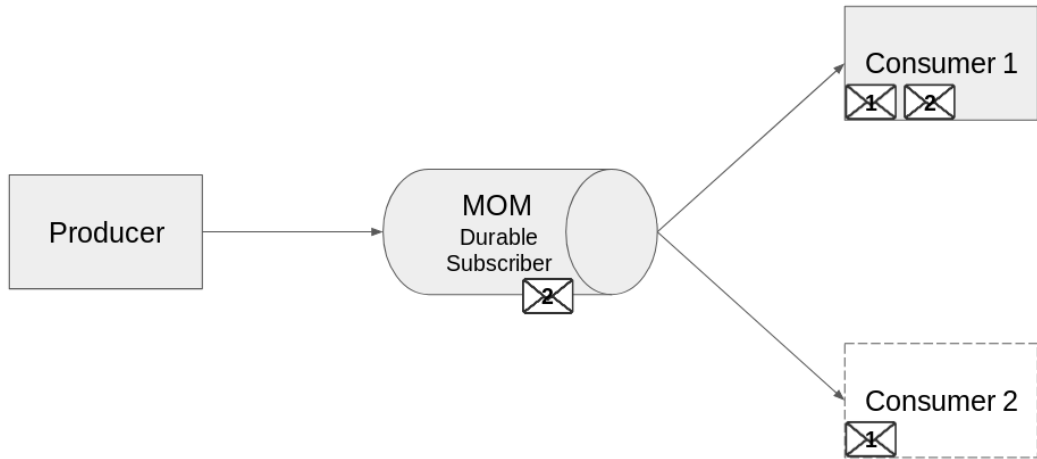 Producer
MOM
Durable
Subscriber
2
Consumer 1
1 2
Consumer 2
1